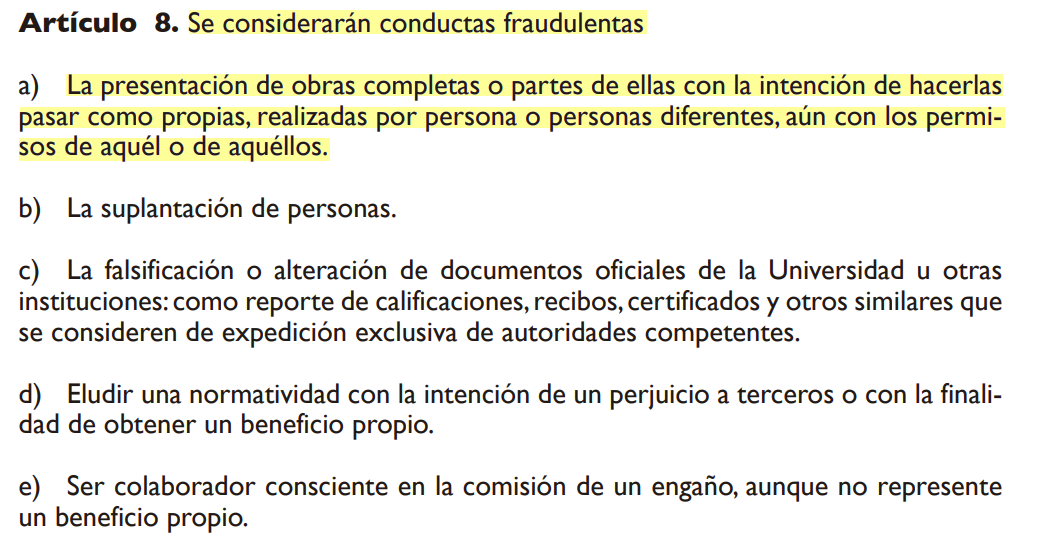 Artículo 8. Se considerarán conductas fraudulentas
a) La presentación de obras completas o partes de ellas con la intención de hacerlas
pasar como propias, realizadas por persona o personas diferentes, aún con los permi-
sos de aquél o de aquéllos.
b) La suplantación de personas.
c) La falsificación o alteración de documentos oficiales de la Universidad u otras
instituciones: como reporte de calificaciones, recibos, certificados y otros similares que
se consideren de expedición exclusiva de autoridades competentes.
d) Eludir una normatividad con la intención de un perjuicio a terceros o con la finali-
dad de obtener un beneficio propio.
e) Ser colaborador consciente en la comisión de un engaño, aunque no represente
un beneficio propio.